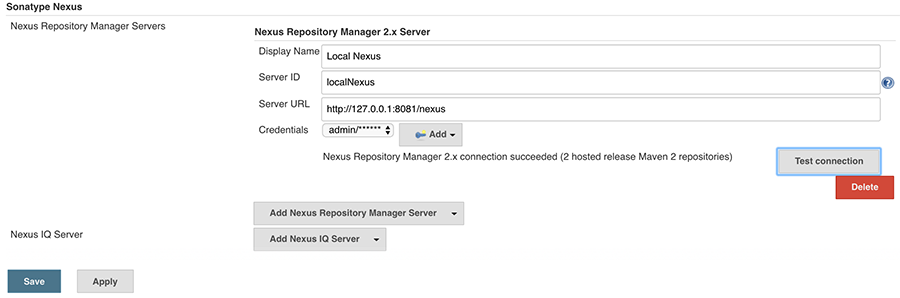 Sonatype Nexus
Nexus Repository Manager Servers
Nexus Repository Manager 2.x Server
Display Name Local Nexus
Server ID localNexus
Server URL http://127.0.0.1:8081/nexus
Credentials admin/****** Add
Nexus Repository Manager 2.x connection succeeded (2 hosted release Maven 2 repositories) Test connection
Delete
Add Nexus Repository Manager Server
Nexus IQ Server Add Nexus IQ Server
Save Apply